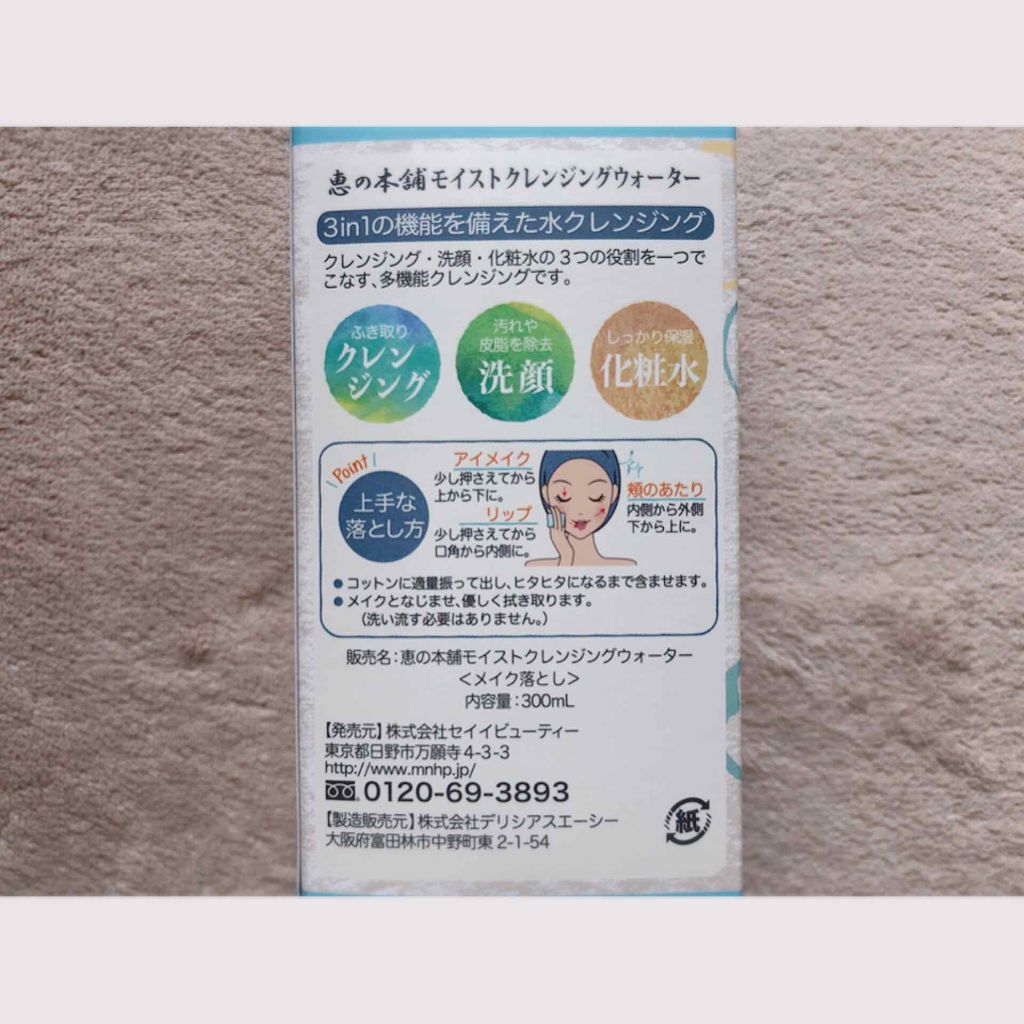 恵の本舗モイストクレンジングウォーター
3in1の機能を備えた水クレンジング
クレンジング・洗顔・化粧水の３つの役割を一つで
こなす、多機能クレンジングです。
ふき取り
クレン
ジング
汚れや
皮脂を除去
洗顔
しっかり保湿
化粧水
Point
上手な
落とし方
アイメイク
少し押さえてから
上から下に。
リップ
少し押さえてから
口角から内側に。
頬のあたり
内側から外側
下から上に。
●コットンに適量振って出し、ヒタヒタになるまで含ませます。
●メイクとなじませ、優しく拭き取ります。
（洗い流す必要はありません。）
販売名：恵の本舗モイストクレンジングウォーター
＜メイク落とし＞
内容量：300mL
【発売元】株式会社セイイビューティー
東京都日野市万願寺4-3-3
http://www.mnhp.jp/
0120-69-3893
【製造販売元】株式会社デリシアスエーシー
大阪府富田林市中野町東 2-1-54
紙